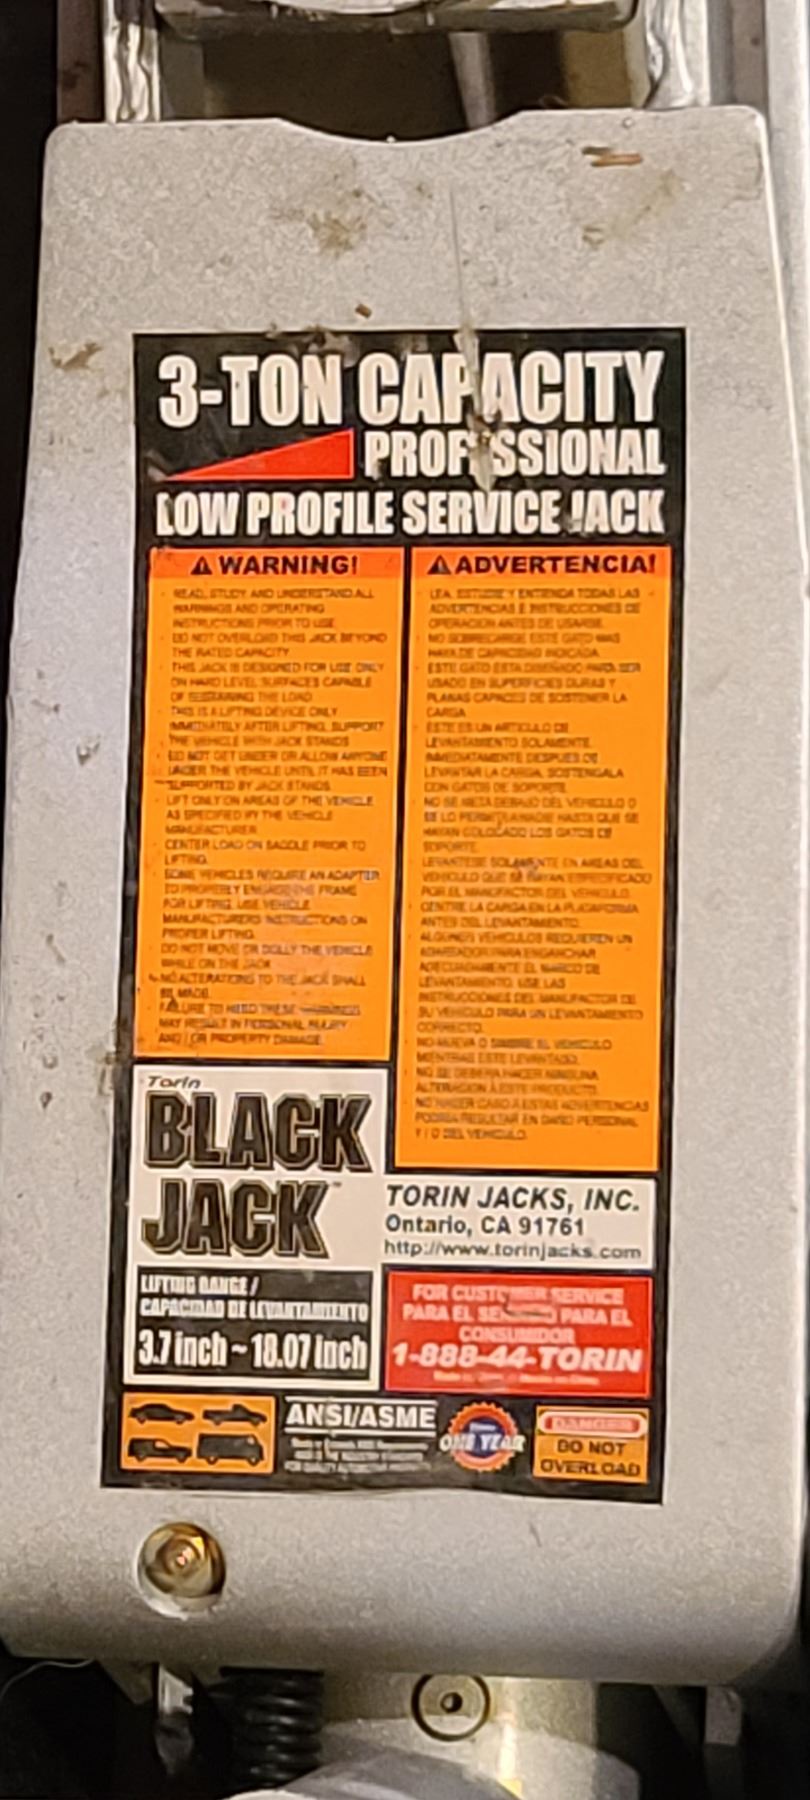 3-TON CAPACITY
PROFESSIONAL
LOW PROFILE SERVICE JACK
WARNING!
READ, STUDY AND UNDERSTAND ALL
WARNINGS AND OPERATING
INSTRUCTIONS PRIOR TO USE.
DO NOT OVERLOAD THIS JACK BEYOND
THE RATED CAPACITY
THIS JACK IS DESIGNED FOR USE ONLY
ON HARD LEVEL SURFACES CAPABLE
OF SUSTAINING THE LOAD.
THIS IS A LIFTING DEVICE ONLY
IMMEDIATELY AFTER LIFTING, SUPPORT
THE VEHICLE WITH JACK STANDS
DO NOT GET UNDER OR ALLOW ANYONE
UNDER THE VEHICLE UNTIL IT HAS BEEN
SUPPORTED BY JACK STANDS.
LIFT ONLY ON AREAS OF THE VEHICLE
AS SPECIFIED BY THE VEHICLE
MANUFACTURER
CENTER LOAD ON SADDLE PRIOR TO
LIFTING.
SOME VEHICLES REQUIRE AN ADAPTER
TO PROPERLY ENGAGE THE FRAME
FOR LIFTING. USE VEHICLE
MANUFACTURERS INSTRUCTIONS ON
PROPER LIFTING.
DO NOT MOVE OR DOLLY THE VEHICLE
WHILE ON THE JACK
NO ALTERATIONS TO THE JACK SHALL
BE MADE.
FAILURE TO HEED THESE WARNINGS
MAY RESULT IN PERSONAL INJURY
AND / OR PROPERTY DAMAGE.
ADVERTENCIA!
LEA, ESTUDIE Y ENTIENDA TODAS LAS
ADVERTENCIAS E INSTRUCCIONES DE
OPERACION ANTES DE USARSE.
NO SOBRECARGE ESTE GATO MAS
HAYA DE CAPACIDAD INDICADA.
ESTE GATO ESTA DISEÑADO PARA SER
USADO EN SUPERFICIES DURAS Y
PLANAS CAPACES DE SOSTENER LA
CARGA
ESTE ES UN ARTICULO DE
LEVANTAMIENTO SOLAMENTE.
IMMEDIATAMENTE DESPUES DE
LEVANTAR LA CARGA, SOSTENGALA
CON GATOS DE SOPORTE.
NO SE META DEBAJO DEL VEHICULO O
SE LO PERMITA A NADIE HASTA QUE SE
HAYAN COLOCADO LOS GATOS DE
SOPORTE.
LEVANTESE SOLAMENTE EN AREAS DEL
VEHICULO QUE SE HAYAN ESPECIFICADO
POR EL MANUFACTOR DEL VEHICULO.
CENTRE LA CARGA EN LA PLATAFORMA
ANTES DEL LEVANTAMIENTO.
ALGUNOS VEHICULOS REQUIEREN UN
PARA ENGANCHAR
ADECUADAMENTE EL MARCO DE
LEVANTAMIENTO. USE LAS
INSTRUCCIONES DEL MANUFACTOR DE
SU VEHICULO PARA UN LEVANTAMIENTO
CORRECTO.
NO MUEVA O EL VEHICULO
MIENTRAS ESTE LEVANTADO.
NO SE DEBERA HACER NINGUNA
ALTERACION A ESTE PRODUCTO.
NO HACER CASO A ESTAS ADVERTENCIAS
PODRIA RESULTAR EN DAÑO PERSONAL
Y / O DEL VEHICULO.
Torin
BLACK
JACK™
TORIN JACKS, INC.
Ontario, CA 91761
http://www.torinjacks.com
LIFTING RANGE /
CAPACIDAD DE LEVANTAMIENTO
3.7 inch ~ 18.07 inch
FOR CUSTOMER SERVICE
PARA EL SERVICIO PARA EL
CONSUMIDOR
1-888-44-TORIN
ANSI/ASME
ONE YEAR
DANGER
DO NOT
OVERLOAD